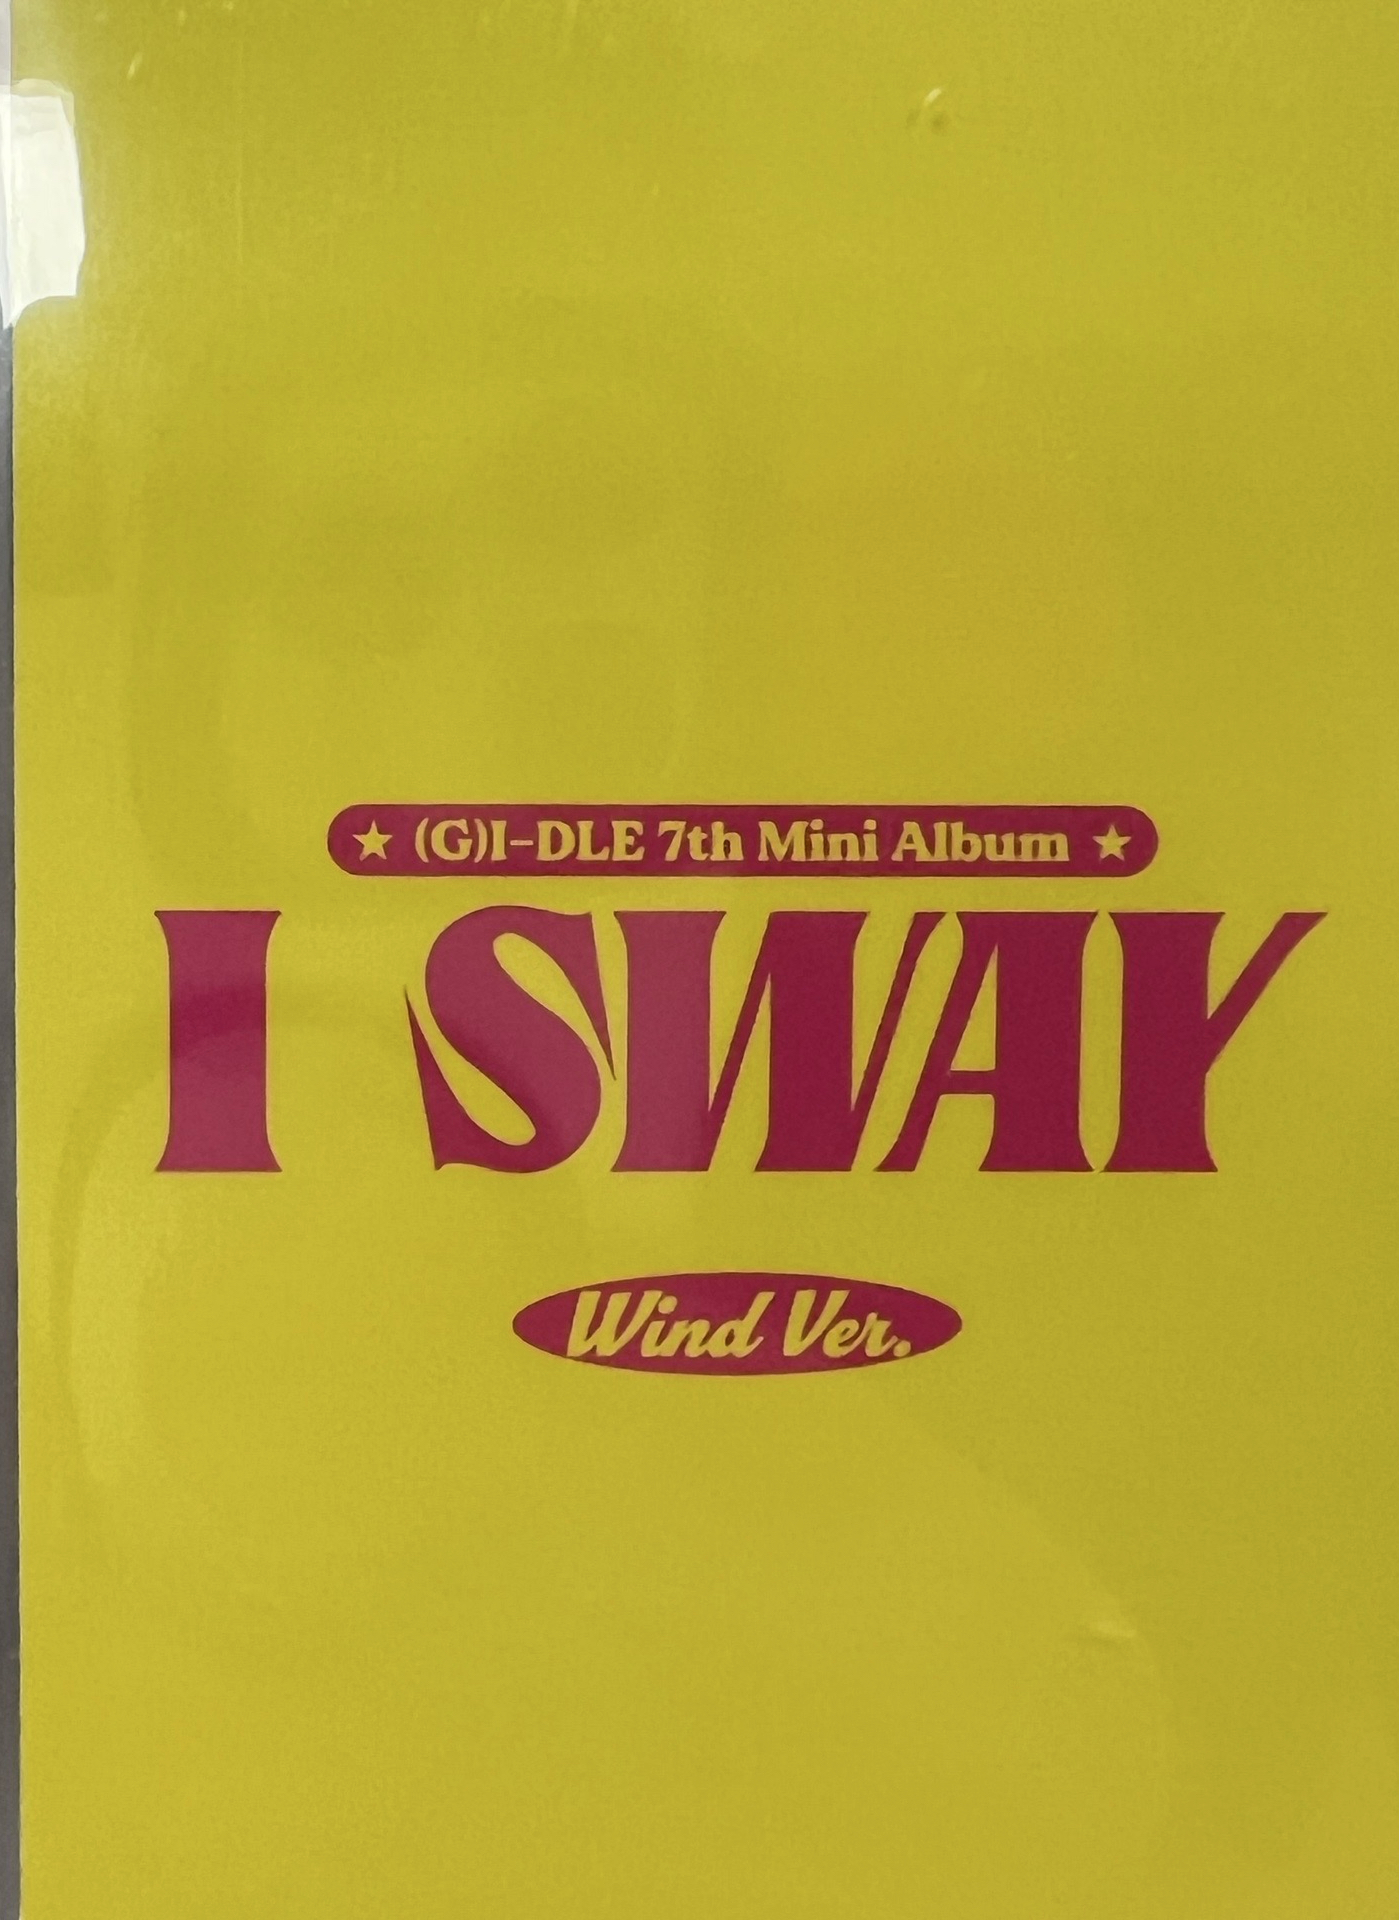 ★ (G)I-DLE 7th Mini Album ★
I SWAY
Wind Ver.